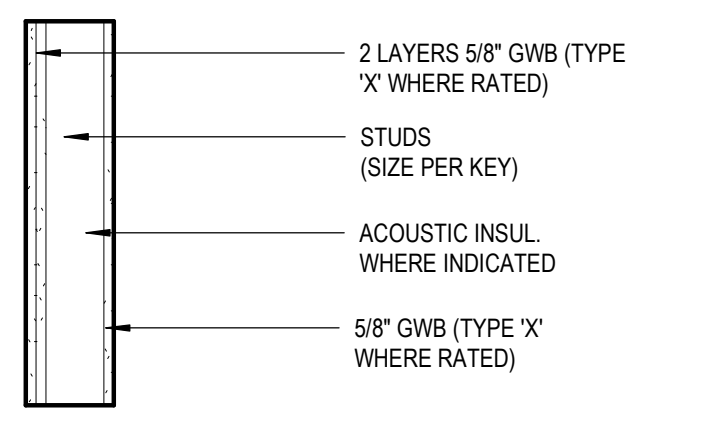 2 LAYERS 5/8" GWB (TYPE
'X' WHERE RATED)
STUDS
(SIZE PER KEY)
ACOUSTIC INSUL.
WHERE INDICATED
5/8" GWB (TYPE 'X'
WHERE RATED)